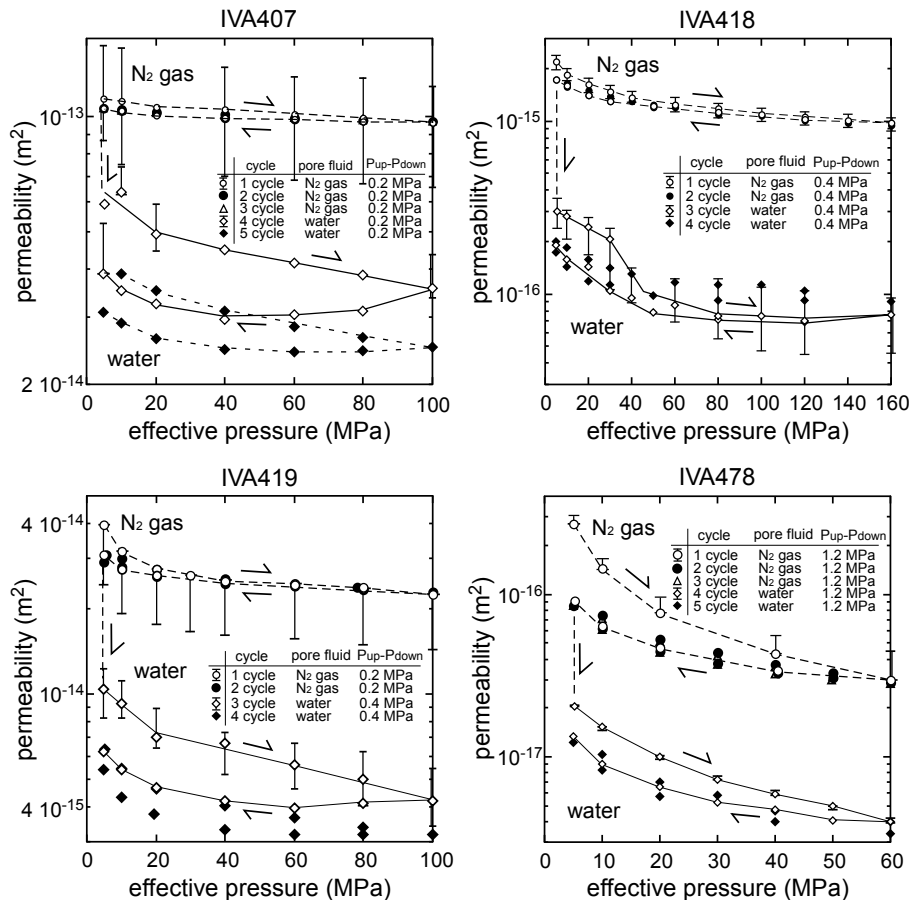 IVA407
N2 gas
cycle pore fluid Pup-Pdown
1 cycle N2 gas 0.2 MPa
2 cycle N2 gas 0.2 MPa
3 cycle N2 gas 0.2 MPa
4 cycle water 0.2 MPa
5 cycle water 0.2 MPa
water
permeability (m2)
10-13
2 10-14
0 20 40 60 80 100
effective pressure (MPa)
IVA418
N2 gas
cycle pore fluid Pup-Pdown
1 cycle N2 gas 0.4 MPa
2 cycle N2 gas 0.4 MPa
3 cycle water 0.4 MPa
4 cycle water 0.4 MPa
water
permeability (m2)
10-15
10-16
0 20 40 60 80 100 120 140 160
effective pressure (MPa)
IVA419
N2 gas
water
cycle pore fluid Pup-Pdown
1 cycle N2 gas 0.2 MPa
2 cycle N2 gas 0.2 MPa
3 cycle water 0.4 MPa
4 cycle water 0.4 MPa
permeability (m2)
4 10-14
10-14
4 10-15
0 20 40 60 80 100
effective pressure (MPa)
IVA478
N2 gas
cycle pore fluid Pup-Pdown
1 cycle N2 gas 1.2 MPa
2 cycle N2 gas 1.2 MPa
3 cycle N2 gas 1.2 MPa
4 cycle water 1.2 MPa
5 cycle water 1.2 MPa
water
permeability (m2)
10-16
10-17
0 10 20 30 40 50 60
effective pressure (MPa)